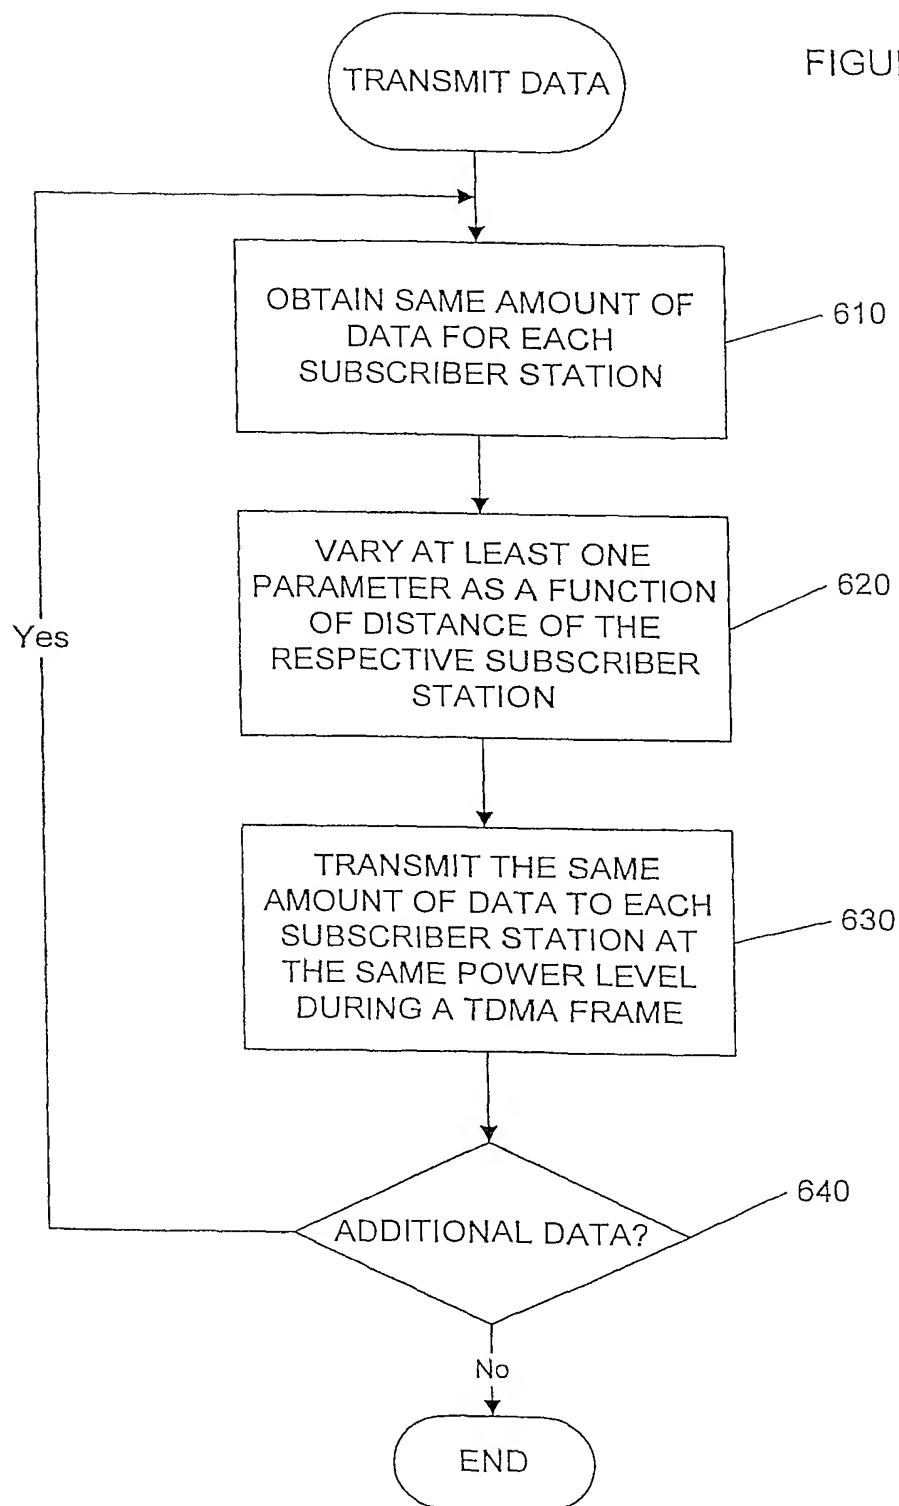 TRANSMIT DATA
OBTAIN SAME AMOUNT OF
DATA FOR EACH
SUBSCRIBER STATION
610
VARY AT LEAST ONE
PARAMETER AS A FUNCTION
OF DISTANCE OF THE
RESPECTIVE SUBSCRIBER
STATION
620
Yes
TRANSMIT THE SAME
AMOUNT OF DATA TO EACH
SUBSCRIBER STATION AT
THE SAME POWER LEVEL
DURING A TDMA FRAME
630
ADDITIONAL DATA?
640
No
END